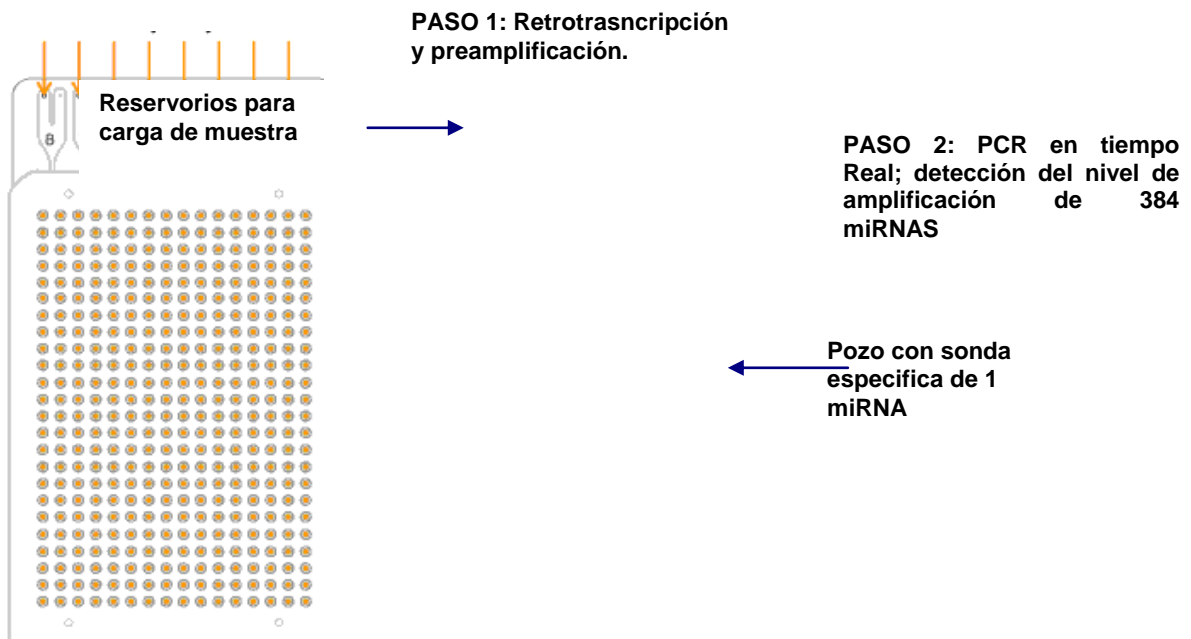 PASO 1: Retrotrasncripción
y preamplificación.
Reservorios para
carga de muestra
8
PASO 2: PCR en tiempo
Real; detección del nivel de
amplificación de 384
miRNAS
Pozo con sonda
especifica de 1
miRNA